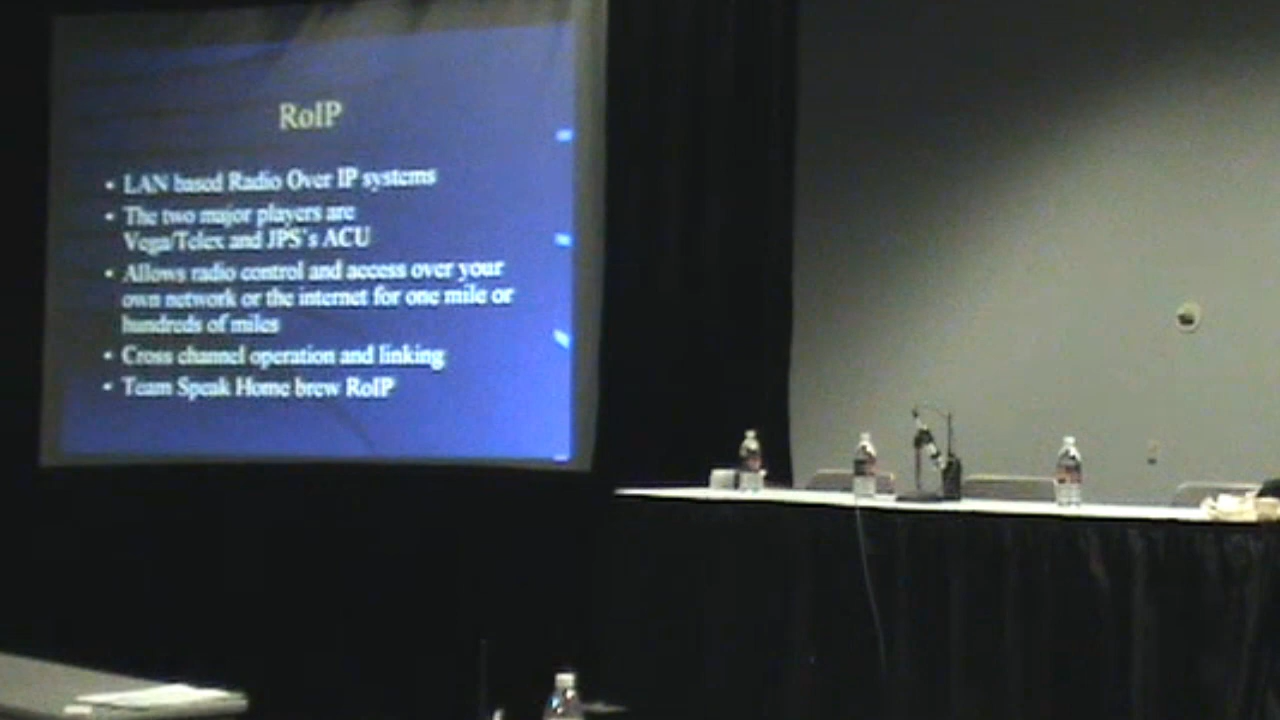 RoIP
• LAN based Radio Over IP systems
• The two major players are
Vega/Telex and JPS's ACU
• Allows radio control and access over your
own network or the internet for one mile or
hundreds of miles
• Cross channel operation and linking
• Team Speak Home brew RoIP